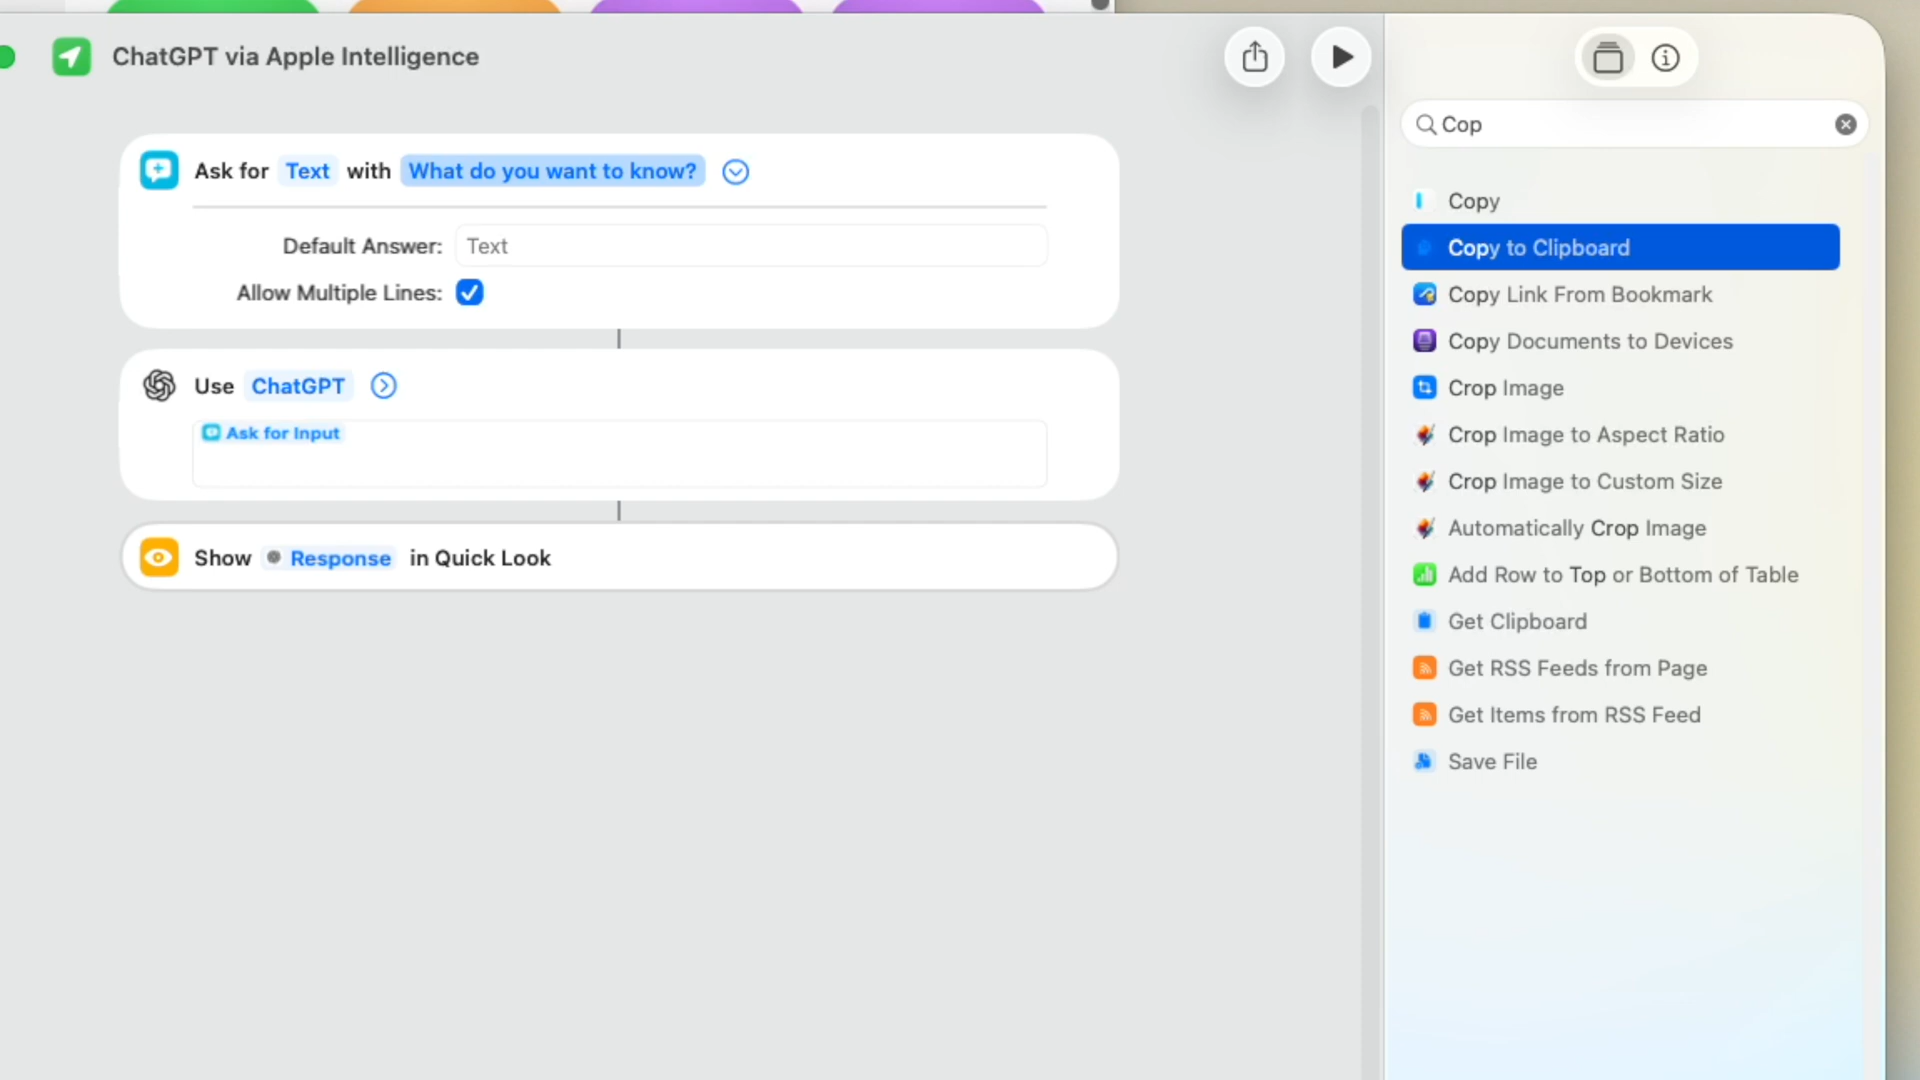 ChatGPT via Apple Intelligence
Ask for Text with What do you want to know?
Default Answer: Text
Allow Multiple Lines:
Use ChatGPT
Ask for Input
Show Response in Quick Look
Cop
Copy
Copy to Clipboard
Copy Link From Bookmark
Copy Documents to Devices
Crop Image
Crop Image to Aspect Ratio
Crop Image to Custom Size
Automatically Crop Image
Add Row to Top or Bottom of Table
Get Clipboard
Get RSS Feeds from Page
Get Items from RSS Feed
Save File